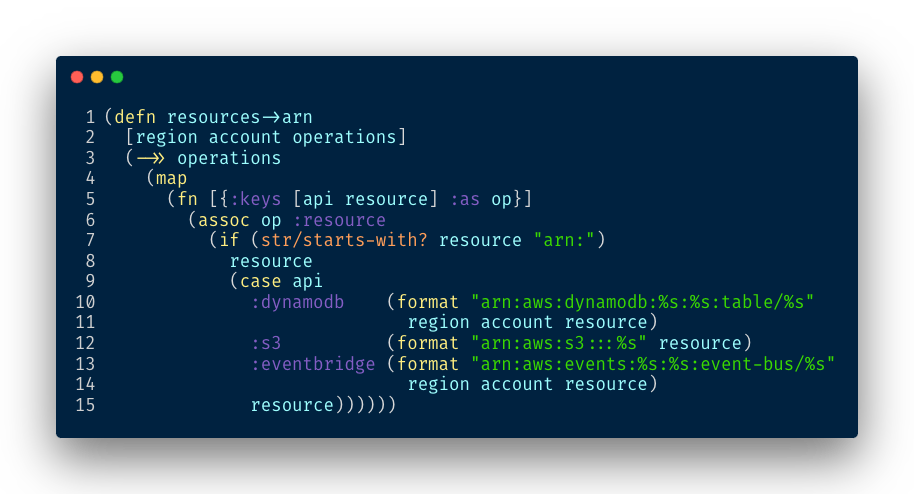 1 (defn resources->arn
2   [region account operations]
3   (->> operations
4     (map
5       (fn [{:keys [api resource] :as op}]
6         (assoc op :resource
7           (if (str/starts-with? resource "arn:")
8             resource
9             (case api
10               :dynamodb    (format "arn:aws:dynamodb:%s:%s:table/%s"
11                              region account resource)
12               :s3          (format "arn:aws:s3:::%s" resource)
13               :eventbridge (format "arn:aws:events:%s:%s:event-bus/%s"
14                              region account resource)
15               resource))))))